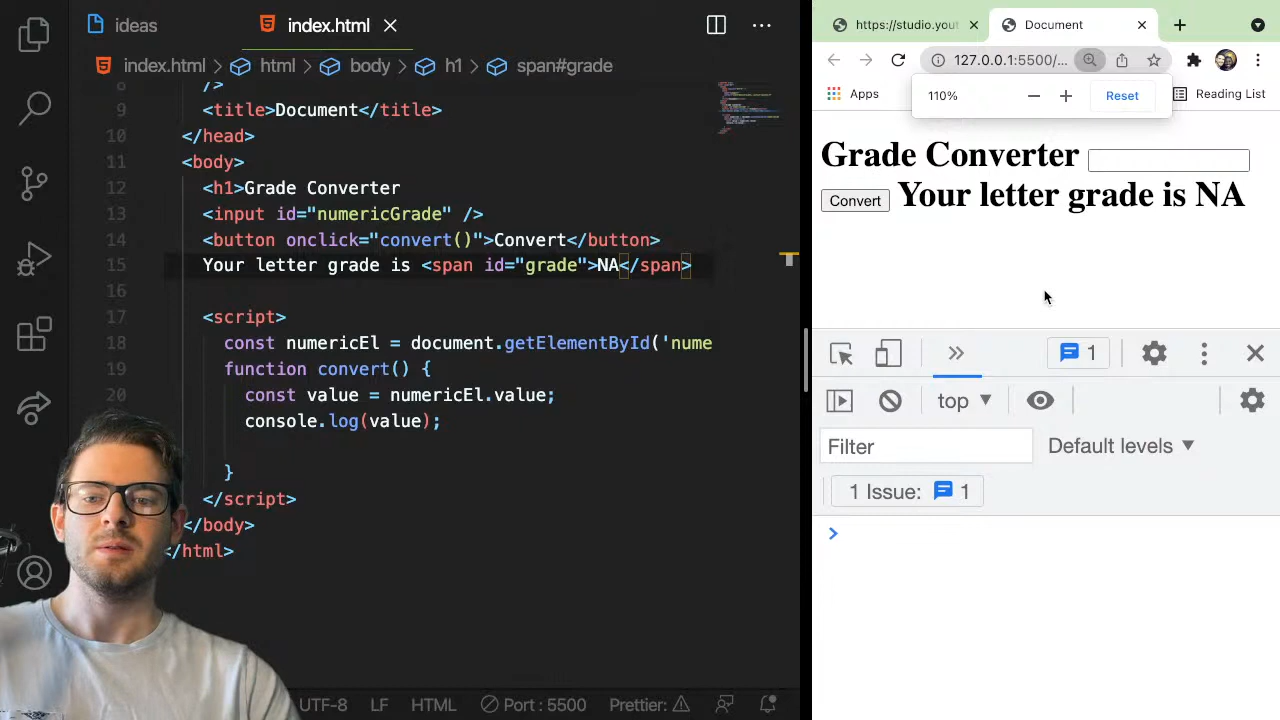 ideas
index.html
index.html > html > body > h1 > span#grade
8 />
9 <title>Document</title>
10 </head>
11 <body>
12 <h1>Grade Converter
13 <input id="numericGrade" />
14 <button onclick="convert()">Convert</button>
15 Your letter grade is <span id="grade">NA</span>
16
17 <script>
18 const numericEl = document.getElementById('nume
19 function convert() {
20 const value = numericEl.value;
console.log(value);
}
</script>
</body>
</html>
UTF-8 LF HTML Port : 5500 Prettier:
https://studio.yout
Document
127.0.0.1:5500/...
Apps
Reading List
110% Reset
Grade Converter
Convert Your letter grade is NA
1
top
Filter Default levels
1 Issue: 1